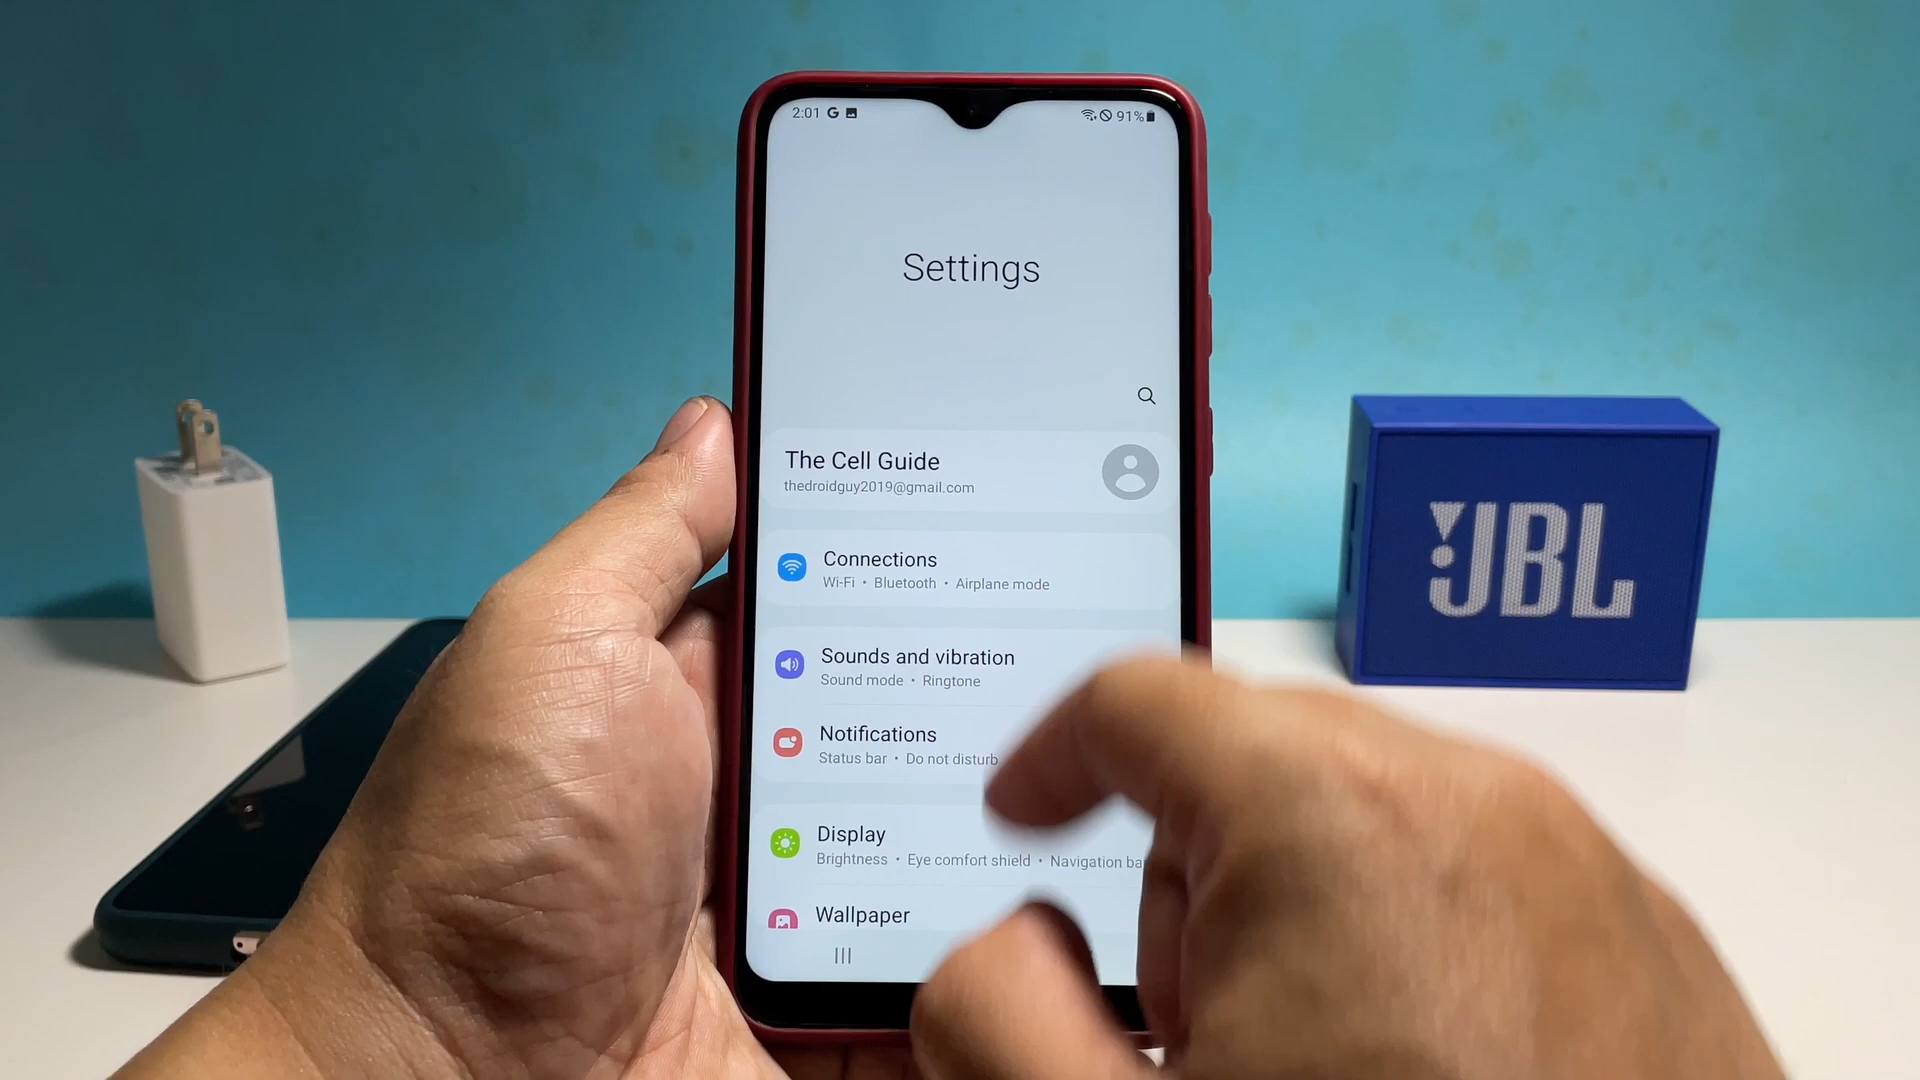 2:01
91%
Settings
The Cell Guide
thedroidguy2019@gmail.com
Connections
Wi-Fi • Bluetooth • Airplane mode
Sounds and vibration
Sound mode • Ringtone
Notifications
Status bar • Do not disturb
Display
Brightness • Eye comfort shield • Navigation bar
Wallpaper
JBL